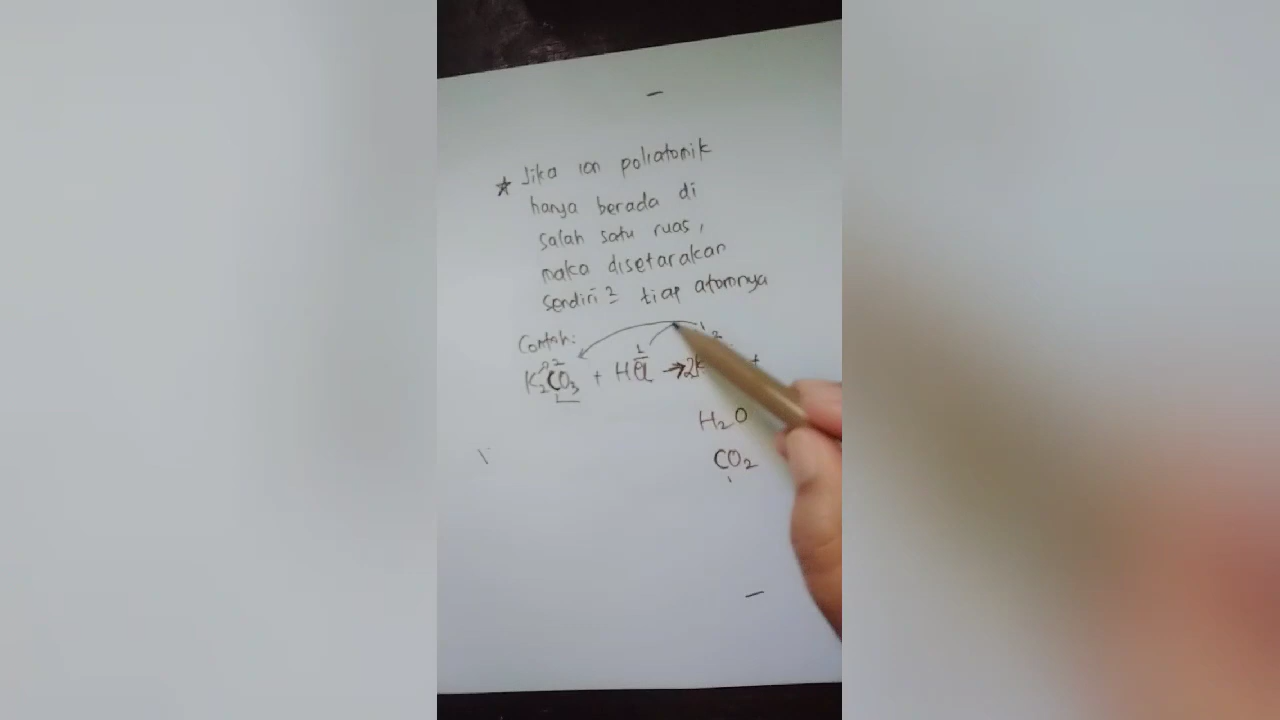 ☆ Jika ion poliatomik
hanya berada di
salah satu ruas,
maka disetarakan
sendiri2 tiap atomnya
Contoh:
K₂CO₃ + HCl → 2K +
H₂O
CO₂